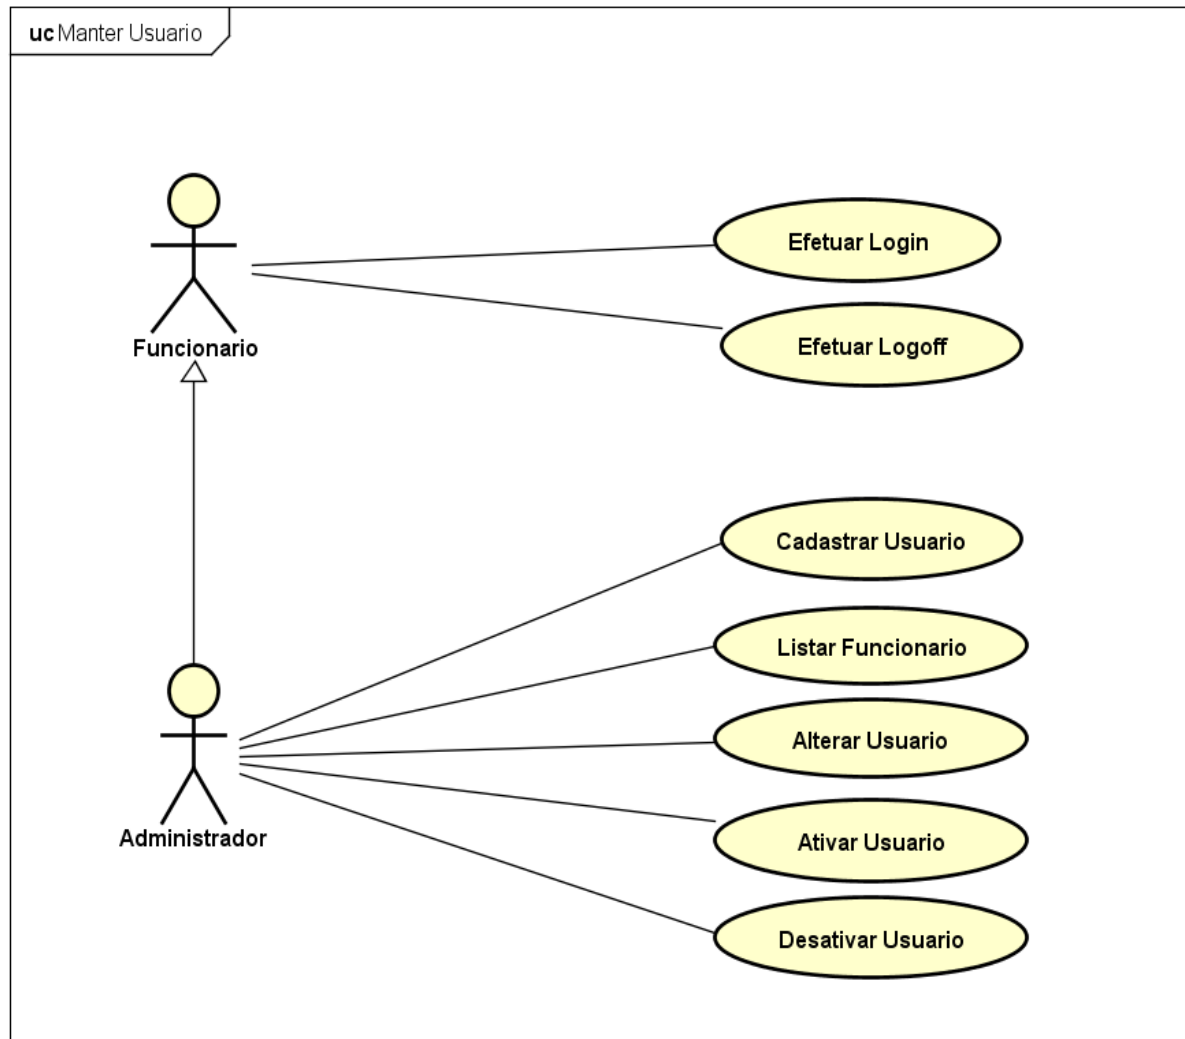 uc Manter Usuario
Efetuar Login
Efetuar Logoff
Funcionario
Cadastrar Usuario
Listar Funcionario
Alterar Usuario
Administrador
Ativar Usuario
Desativar Usuario